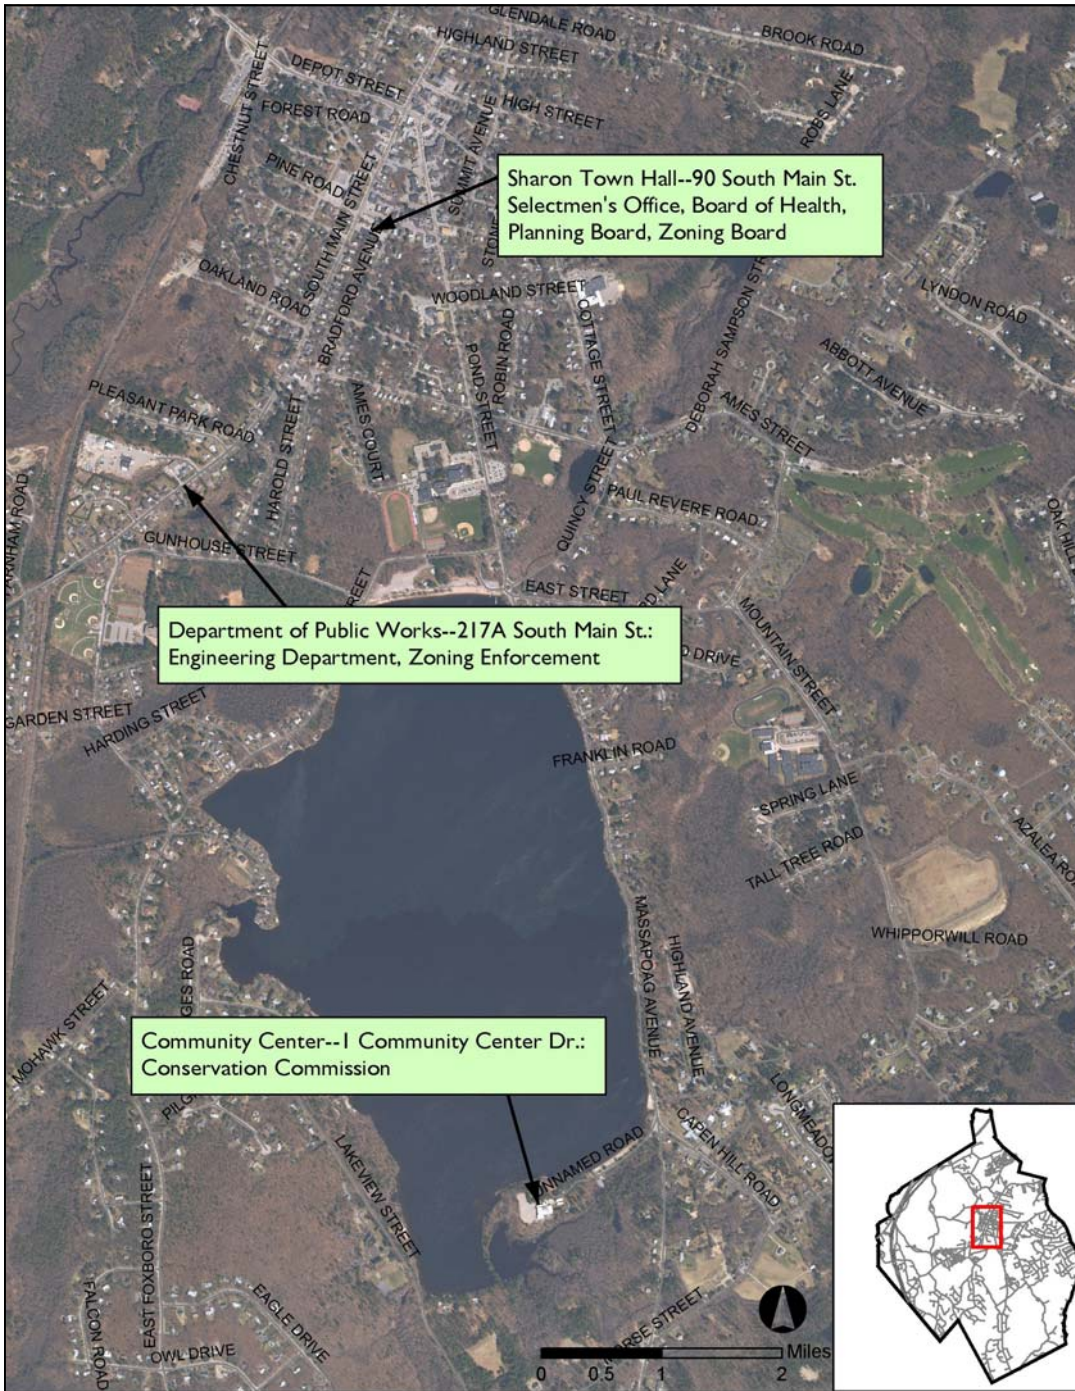 GLENDALE ROAD
HIGHLAND STREET
BROOK ROAD
DEPOT STREET
CHESTNUT STREET
FOREST ROAD
HIGH STREET
SUMMIT AVENUE
ROBS LANE
PINE ROAD
Sharon Town Hall--90 South Main St.
Selectmen's Office, Board of Health,
Planning Board, Zoning Board
SOUTH MAIN STREET
BRADFORD AVENUE
OAKLAND ROAD
WOODLAND STREET
COTTAGE STREET
DEBORAH SAMPSON
LYNDON ROAD
ROBIN ROAD
POND STREET
ABBOTT AVENUE
PLEASANT PARK ROAD
AMES COURT
AMES STREET
HAROLD STREET
QUINCY STREET
PAUL REVERE ROAD
OAK HILL
ROAD
GUNHOUSE STREET
EAST STREET
LANE
Department of Public Works--217A South Main St.:
Engineering Department, Zoning Enforcement
DRIVE
MOUNTAIN STREET
GARDEN STREET
HARDING STREET
FRANKLIN ROAD
SPRING LANE
TALL TREE ROAD
AZALEA
WHIPPORWILL ROAD
MASSAPOAG AVENUE
HIGHLAND AVENUE
ROAD
MOHAWK STREET
Community Center--1 Community Center Dr.:
Conservation Commission
CAPEN HILL ROAD
UNNAMED ROAD
LAKEVIEW STREET
EAST FOXBORO STREET
FALCON ROAD
EAGLE DRIVE
OWL DRIVE
STREET
0 0.5 1 2 Miles